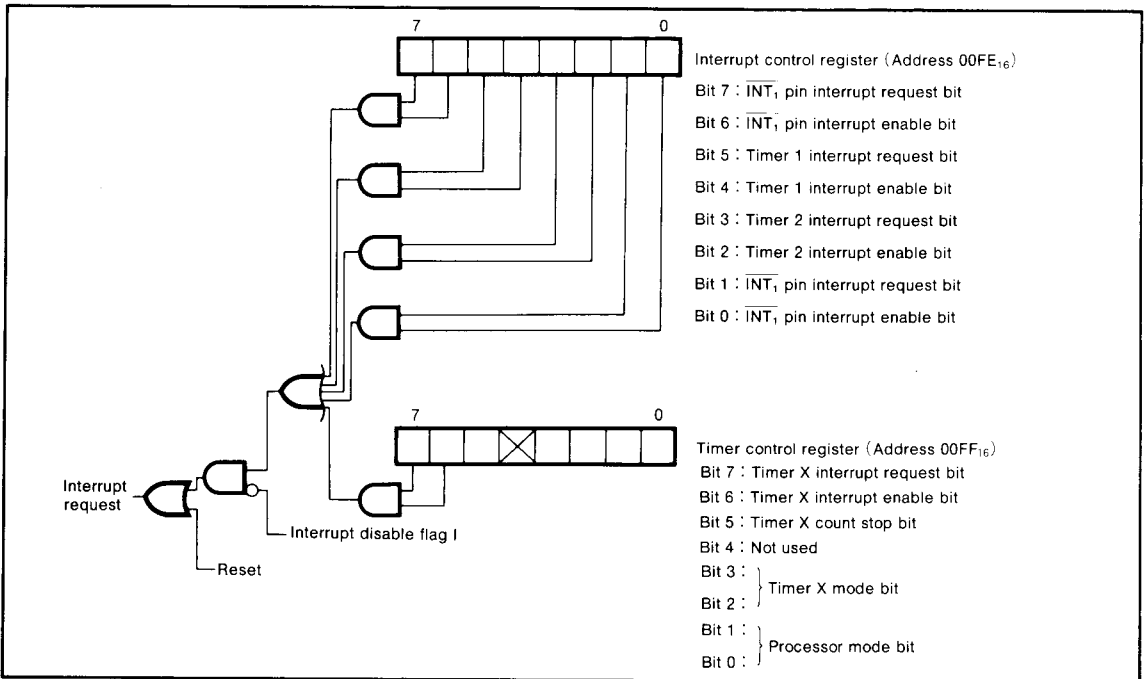 7 0
Interrupt control register (Address 00FE₁₆)
Bit 7 : I̅N̅T̅₁̅ pin interrupt request bit
Bit 6 : I̅N̅T̅₁̅ pin interrupt enable bit
Bit 5 : Timer 1 interrupt request bit
Bit 4 : Timer 1 interrupt enable bit
Bit 3 : Timer 2 interrupt request bit
Bit 2 : Timer 2 interrupt enable bit
Bit 1 : I̅N̅T̅₁̅ pin interrupt request bit
Bit 0 : I̅N̅T̅₁̅ pin interrupt enable bit
7 0
Timer control register (Address 00FF₁₆)
Bit 7 : Timer X interrupt request bit
Bit 6 : Timer X interrupt enable bit
Bit 5 : Timer X count stop bit
Bit 4 : Not used
Bit 3 :
Timer X mode bit
Bit 2 :
Bit 1 :
Processor mode bit
Bit 0 :
Interrupt
request
Interrupt disable flag I
Reset